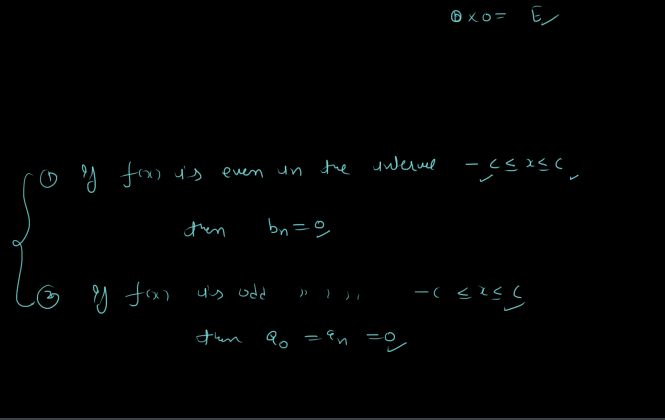 O × O = E
① If f(x) is even in the interval -c ≤ x ≤ c
then bn = 0
② If f(x) is odd " " " -c ≤ x ≤ c
then a₀ = an = 0